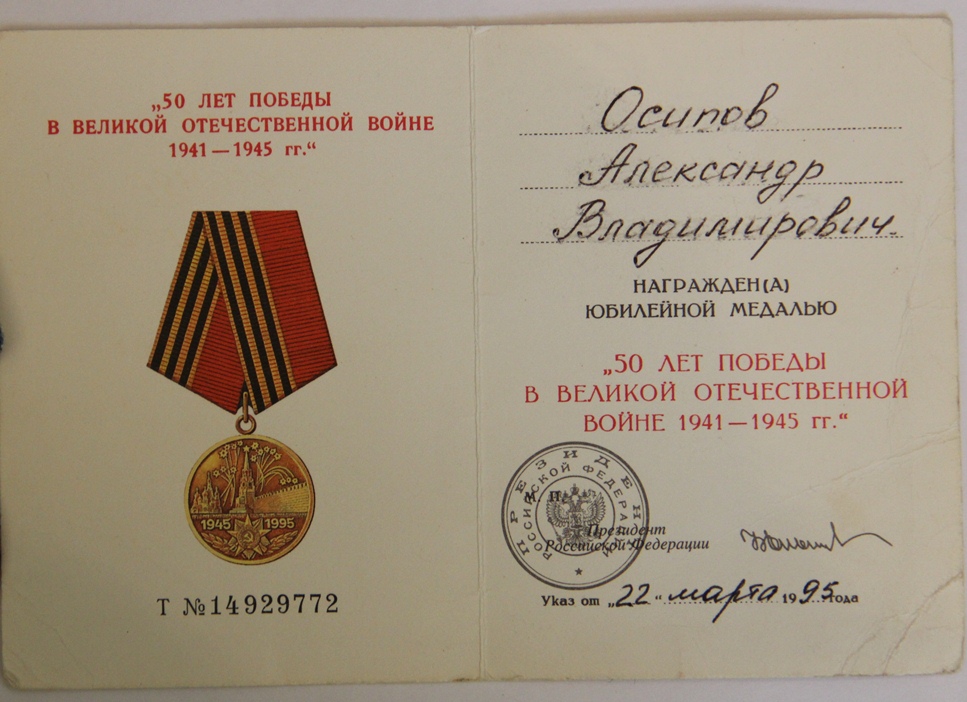 „50 ЛЕТ ПОБЕДЫ
В ВЕЛИКОЙ ОТЕЧЕСТВЕННОЙ ВОЙНЕ
1941 — 1945 гг.“
1945 1995
Т №14929772
Осипов
Александр
Владимирович.
НАГРАЖДЕН(А)
ЮБИЛЕЙНОЙ МЕДАЛЬЮ
„50 ЛЕТ ПОБЕДЫ
В ВЕЛИКОЙ ОТЕЧЕСТВЕННОЙ
ВОЙНЕ 1941 — 1945 гг.“
ПРЕЗИДЕНТ
РОССИЙСКОЙ ФЕДЕРАЦИИ
М. П.
Президент
Российской Федерации
Указ от „22“ марта 1995 года